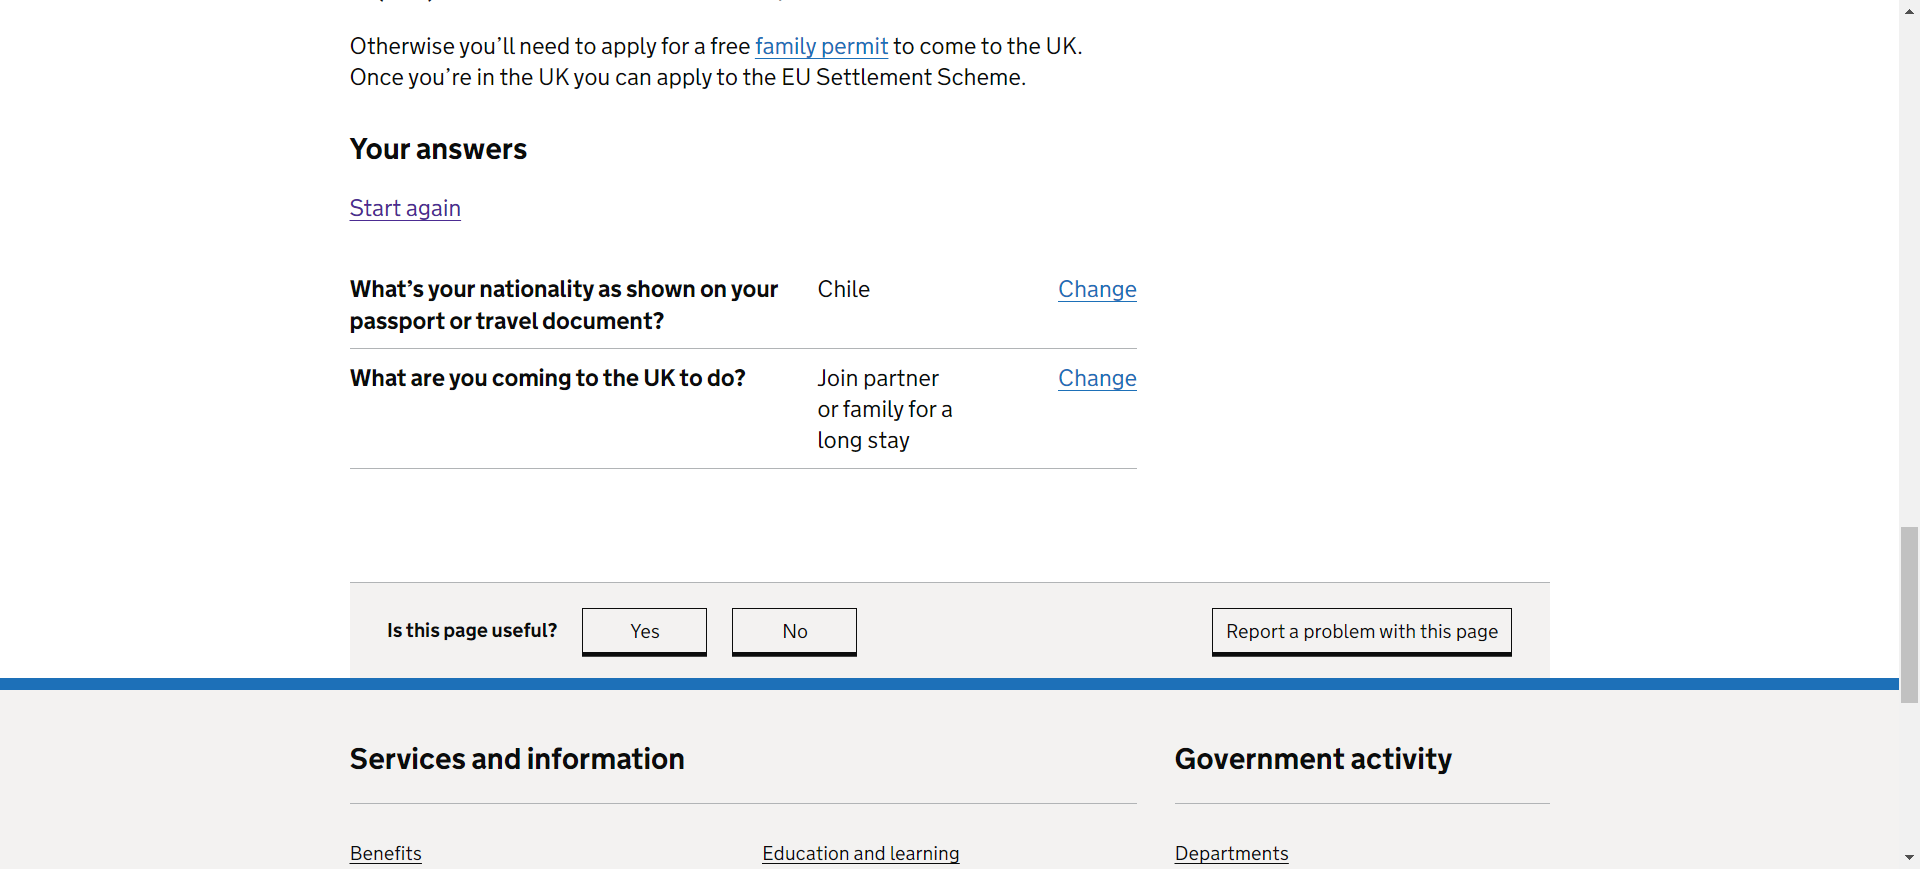 Otherwise you’ll need to apply for a free family permit to come to the UK.
Once you’re in the UK you can apply to the EU Settlement Scheme.
Your answers
Start again
What’s your nationality as shown on your
passport or travel document?
Chile
Change
What are you coming to the UK to do?
Join partner
or family for a
long stay
Change
Is this page useful?
Yes
No
Report a problem with this page
Services and information
Government activity
Benefits
Education and learning
Departments